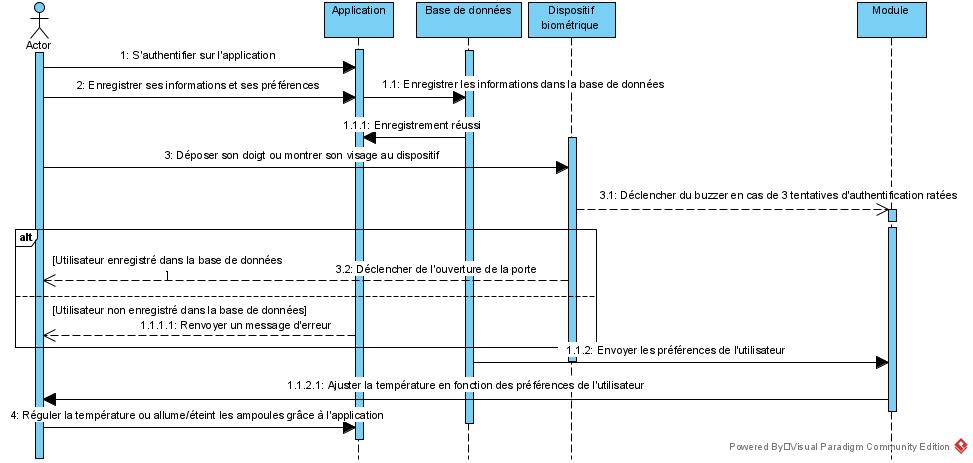 Actor
Application
Base de données
Dispositif
biométrique
Module
1: S'authentifier sur l'application
2: Enregistrer ses informations et ses préférences
1.1: Enregistrer les informations dans la base de données
1.1.1: Enregistrement réussi
3: Déposer son doigt ou montrer son visage au dispositif
3.1: Déclencher du buzzer en cas de 3 tentatives d'authentification ratées
alt
[Utilisateur enregistré dans la base de données
]
3.2: Déclencher de l'ouverture de la porte
[Utilisateur non enregistré dans la base de données]
1.1.1.1: Renvoyer un message d'erreur
1.1.2: Envoyer les préférences de l'utilisateur
1.1.2.1: Ajuster la température en fonction des préférences de l'utilisateur
4: Réguler la température ou allume/éteint les ampoules grâce à l'application
Powered By Visual Paradigm Community Edition